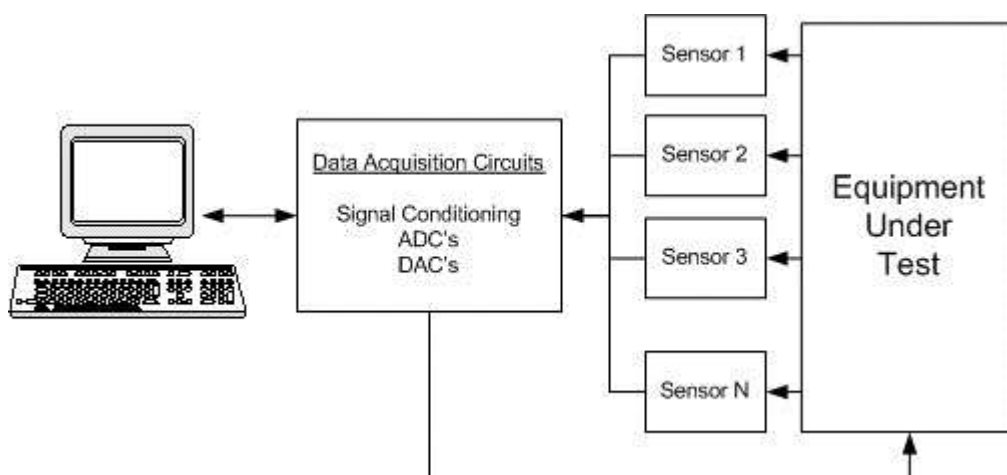 Data Acquisition Circuits
Signal Conditioning
ADC's
DAC's
Sensor 1
Sensor 2
Sensor 3
Sensor N
Equipment
Under
Test